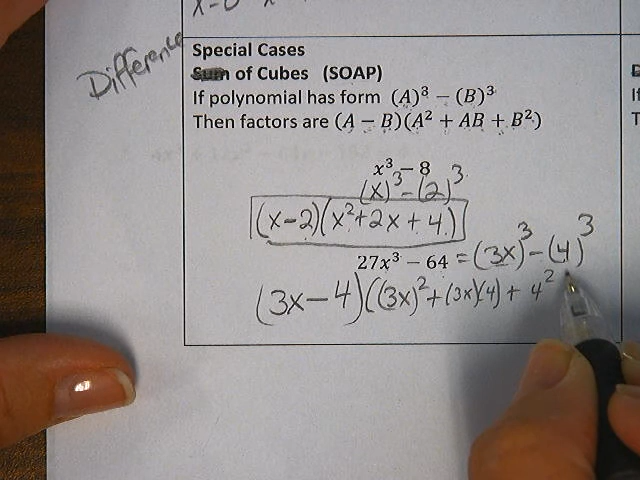 x=0 x
Difference
Special Cases
Sum of Cubes (SOAP)
If polynomial has form (A)³ − (B)³
Then factors are (A − B)(A² + AB + B²)
x³ − 8
(x)³ − (2)³
(x−2)(x²+2x+4)
27x³ − 64 = (3x)³ − (4)³
(3x−4)((3x)²+(3x)(4)+4²
If
T